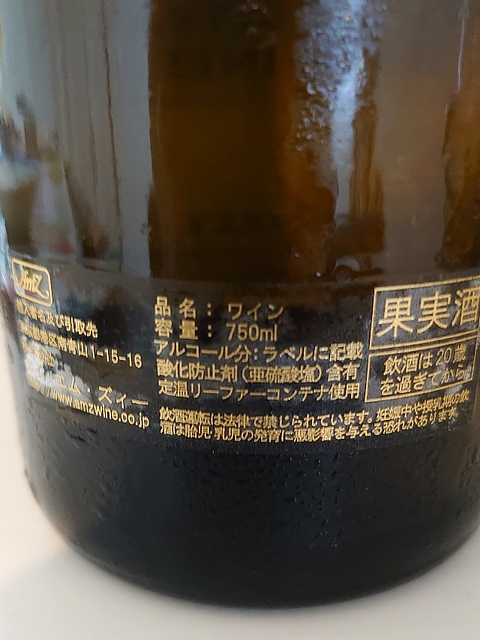 AMZ
輸入者名及び引取先
南青山1-15-16
エム・ズィー
http://www.amzwine.co.jp
品名：ワイン
容量：750ml
アルコール分：ラベルに記載
酸化防止剤（亜硫酸塩）含有
定温リーファーコンテナ使用
飲酒運転は法律で禁じられています。妊娠中や授乳期の飲
酒は胎児・乳児の発育に悪影響を与える恐れがあります。
果実酒
飲酒は20歳
を過ぎてから。